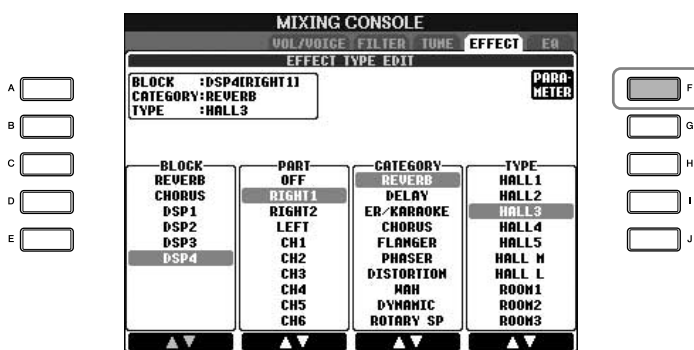 MIXING CONSOLE
VOL/VOICE FILTER TUNE EFFECT EQ
EFFECT TYPE EDIT
BLOCK :DSP4[RIGHT1]
CATEGORY:REVERB
TYPE :HALL3
PARA-
METER
A
B
C
D
E
F
G
H
I
J
BLOCK
REVERB
CHORUS
DSP1
DSP2
DSP3
DSP4
PART
OFF
RIGHT1
RIGHT2
LEFT
CH1
CH2
CH3
CH4
CH5
CH6
CATEGORY
REVERB
DELAY
ER/KARAOKE
CHORUS
FLANGER
PHASER
DISTORTION
WAH
DYNAMIC
ROTARY SP
TYPE
HALL1
HALL2
HALL3
HALL4
HALL5
HALL M
HALL L
ROOM1
ROOM2
ROOM3